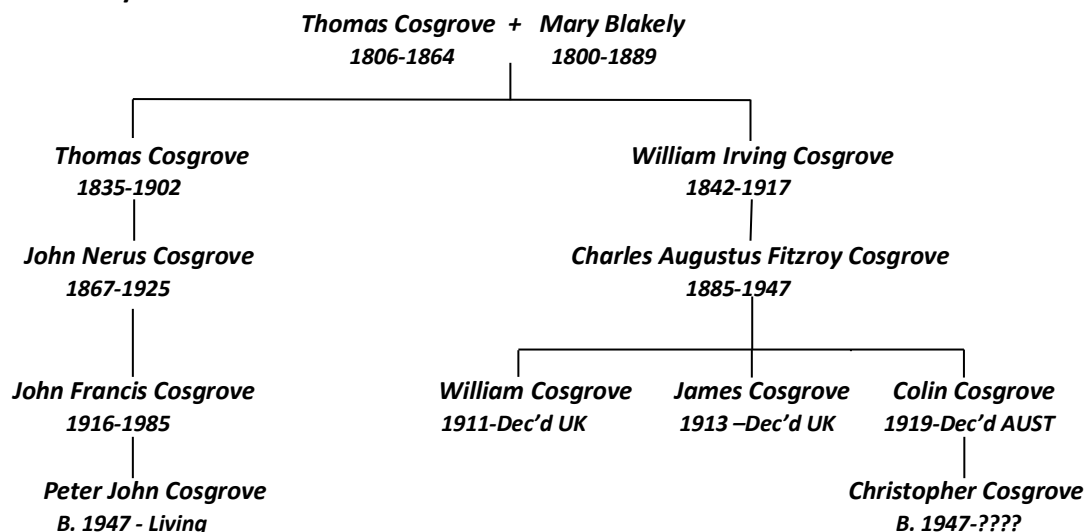 Thomas Cosgrove + Mary Blakely
1806-1864 1800-1889
Thomas Cosgrove William Irving Cosgrove
1835-1902 1842-1917
John Nerus Cosgrove Charles Augustus Fitzroy Cosgrove
1867-1925 1885-1947
John Francis Cosgrove William Cosgrove James Cosgrove Colin Cosgrove
1916-1985 1911-Dec’d UK 1913 –Dec’d UK 1919-Dec’d AUST
Peter John Cosgrove Christopher Cosgrove
B. 1947 - Living B. 1947-????